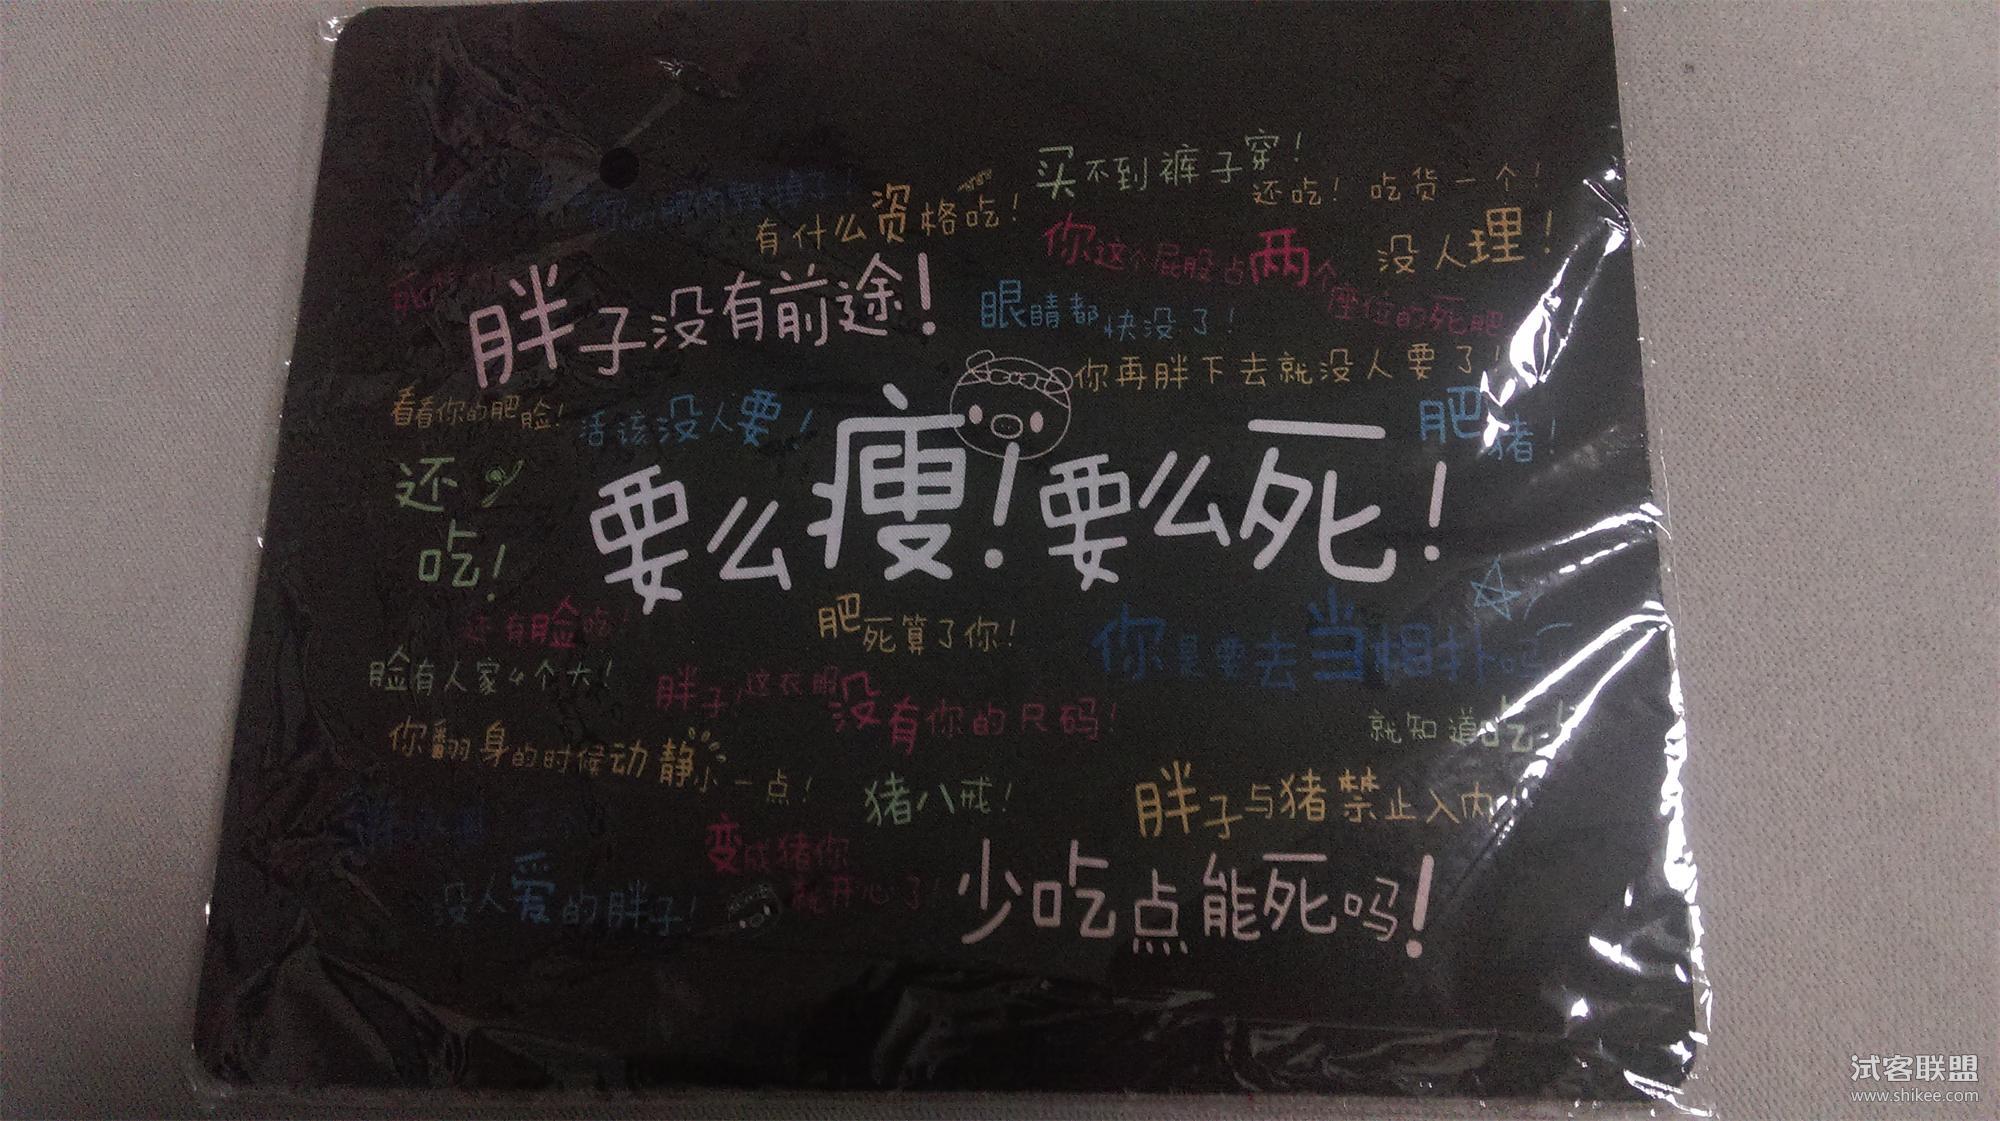 买不到裤子穿！
还吃！吃货一个！
有什么资格吃！
你这个屁股占两个
座位的死肥
没人理！
胖子没有前途！
眼睛都快没了！
你再胖下去就没人要了！
看看你的肥脸！
活该没人要！
肥猪！
还
吃！
要么瘦！要么死！
还有脸吃！
肥死算了你！
你是要去当相扑吗
脸有人家4个大！
胖子！这衣服没有你的尺码！
就知道吃！
你翻身的时候动静小一点！
猪八戒！
胖子与猪禁止入内！
变成猪你
就开心了！
没人爱的胖子！
少吃点能死吗！
试客联盟
www.shikee.com